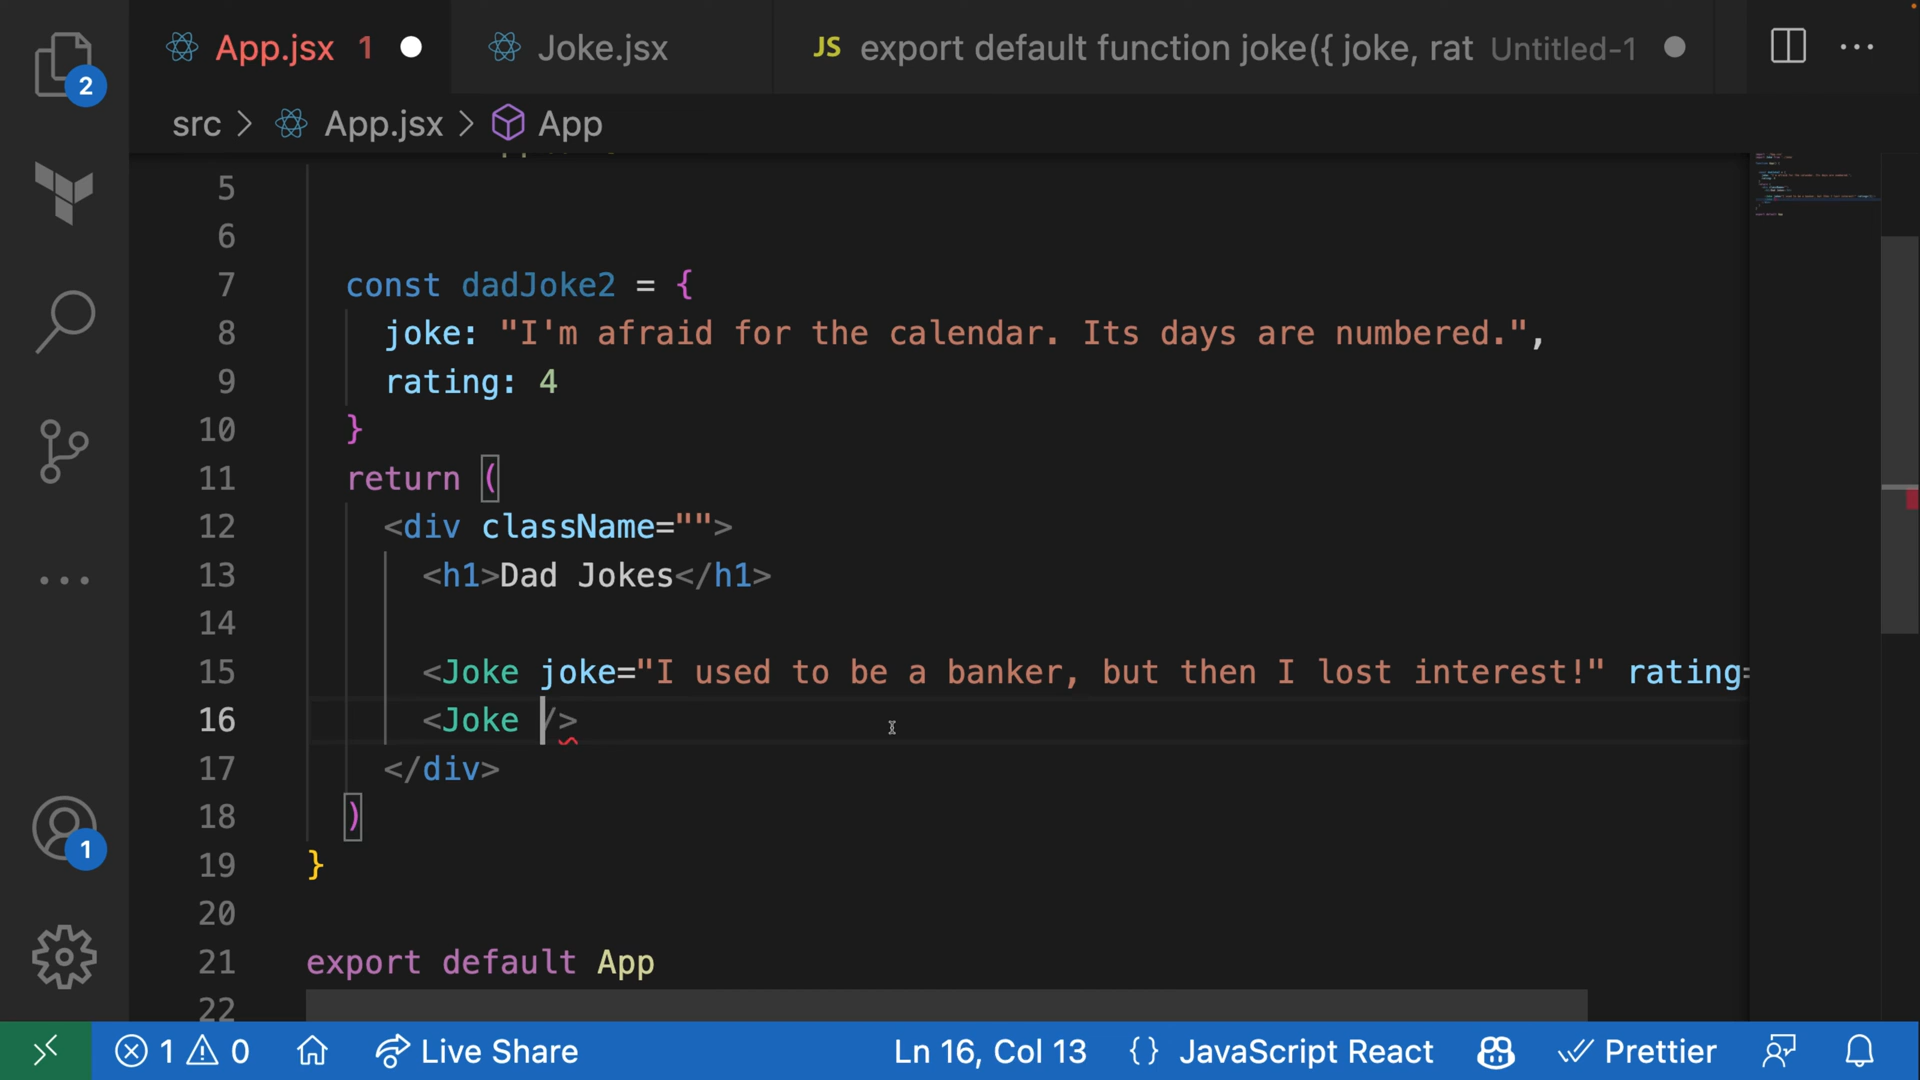 2
App.jsx 1
Joke.jsx
JS export default function joke({ joke, rat Untitled-1
src > App.jsx > App
5
6
7 const dadJoke2 = {
8 joke: "I'm afraid for the calendar. Its days are numbered.",
9 rating: 4
10 }
11 return (
12 <div className="">
13 <h1>Dad Jokes</h1>
14
15 <Joke joke="I used to be a banker, but then I lost interest!" rating=
16 <Joke />
17 </div>
18 )
19 }
20
21 export default App
22
1
1 0 Live Share Ln 16, Col 13 {} JavaScript React Prettier